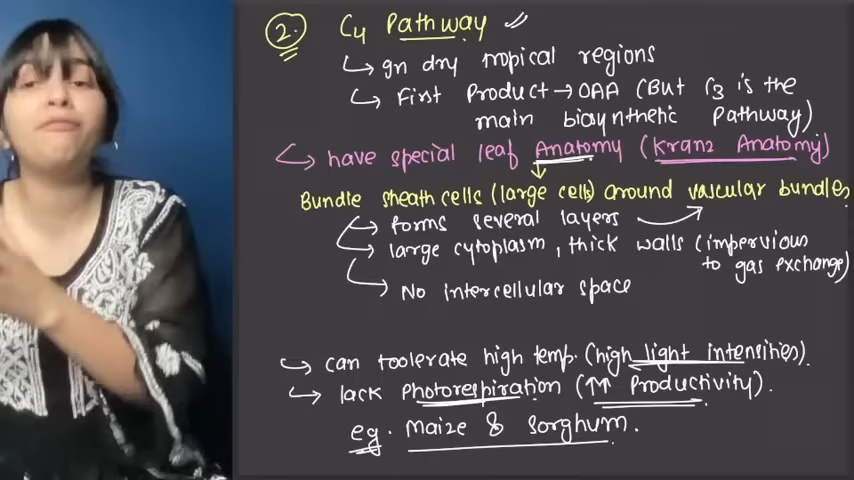 2. C4 Pathway
↳ In dry tropical regions
↳ First Product → OAA (But C3 is the
main biosynthetic Pathway)
↳ have special leaf Anatomy (Kranz Anatomy)
Bundle sheath cells (large cells) around vascular bundles
↳ forms several layers
↳ large cytoplasm, thick walls (impervious
to gas exchange)
↳ No intercellular space
↳ can toolerate high temp. (high light intensities).
↳ lack Photorespiration (↑↑ Productivity).
eg. Maize & sorghum.